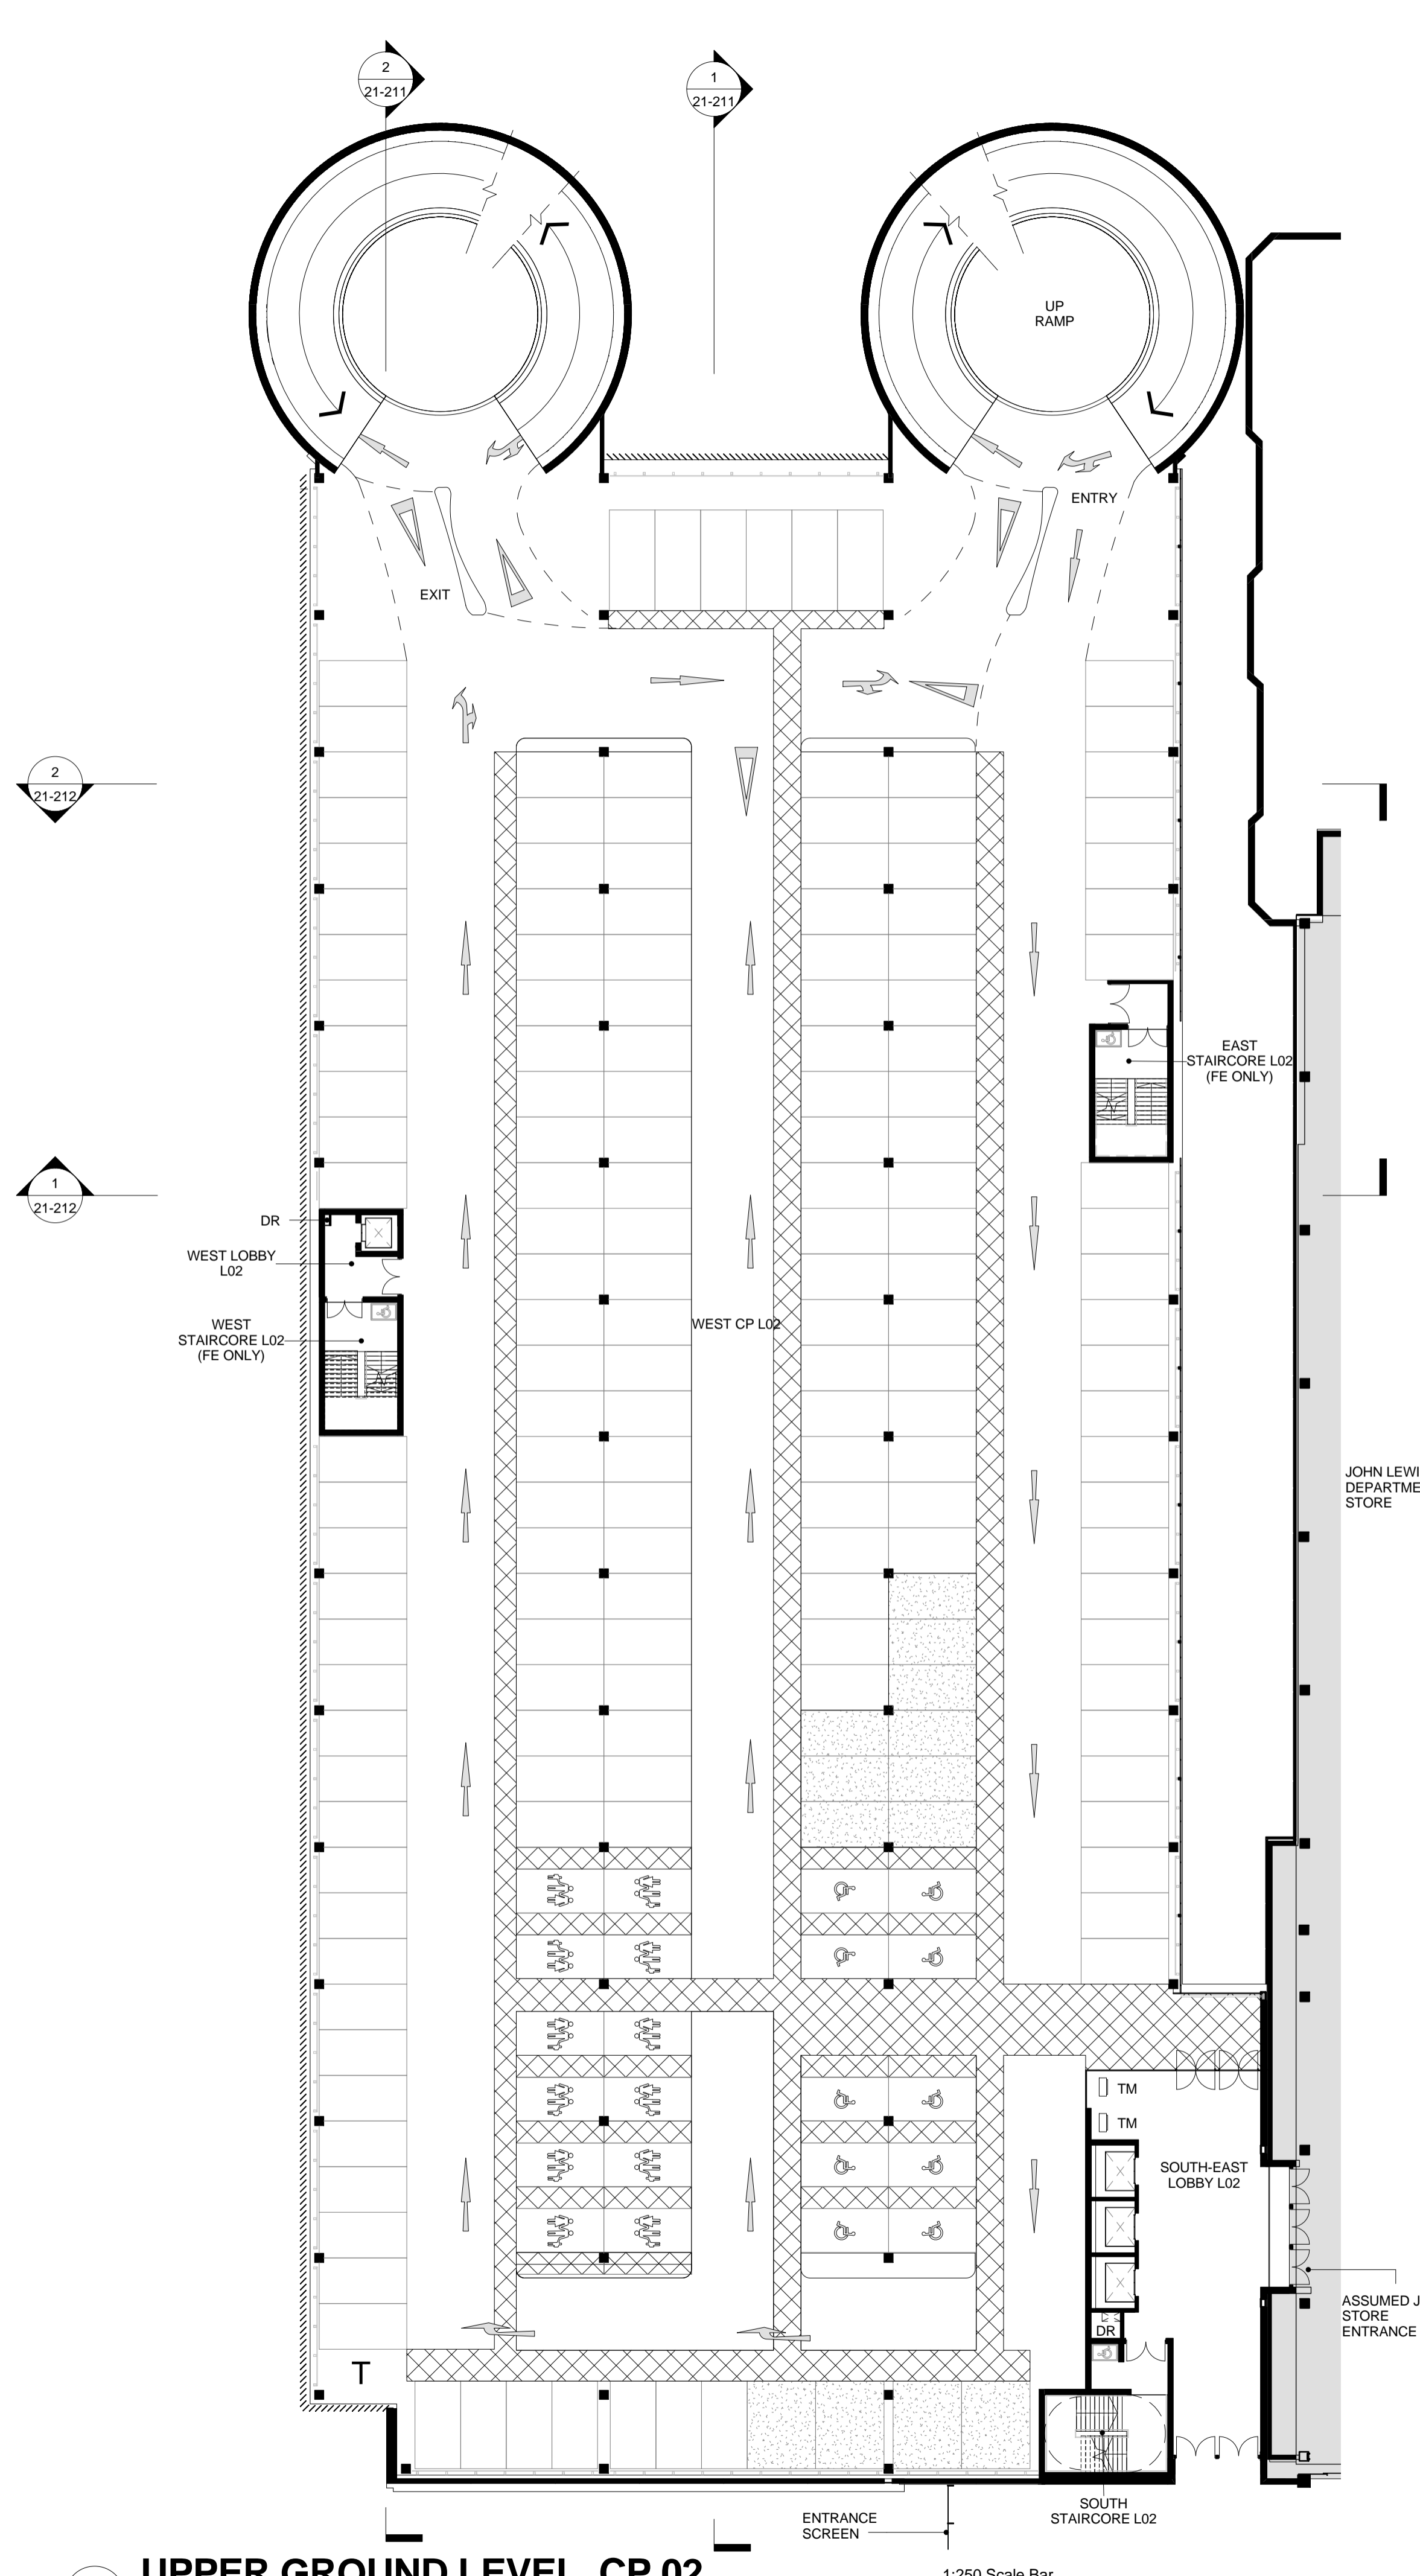 2
21-211
1
21-211
UP
RAMP
ENTRY
EXIT
2
21-212
EAST
STAIRCORE L02
(FE ONLY)
1
21-212
DR
WEST LOBBY
L02
WEST
STAIRCORE L02
(FE ONLY)
WEST CP L02
JOHN LEWI
DEPARTME
STORE
TM
TM
SOUTH-EAST
LOBBY L02
ASSUMED J
STORE
ENTRANCE
DR
T
SOUTH
STAIRCORE L02
ENTRANCE
SCREEN
UPPER GROUND LEVEL, CP 02
1:250 Scale Bar